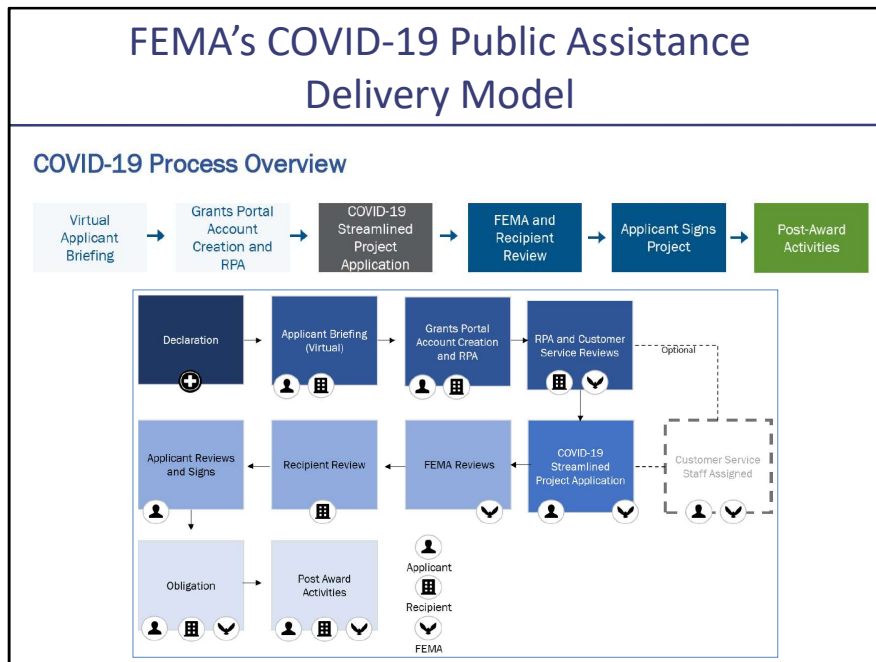 FEMA’s COVID-19 Public Assistance
Delivery Model
COVID-19 Process Overview
Virtual
Applicant
Briefing
Grants Portal
Account
Creation and
RPA
COVID-19
Streamlined
Project
Application
FEMA and
Recipient
Review
Applicant Signs
Project
Post-Award
Activities
Declaration
Applicant Briefing
(Virtual)
Grants Portal
Account Creation
and RPA
RPA and Customer
Service Reviews
Optional
Applicant Reviews
and Signs
Recipient Review
FEMA Reviews
COVID-19
Streamlined
Project Application
Customer Service
Staff Assigned
Obligation
Post Award
Activities
Applicant
Recipient
FEMA